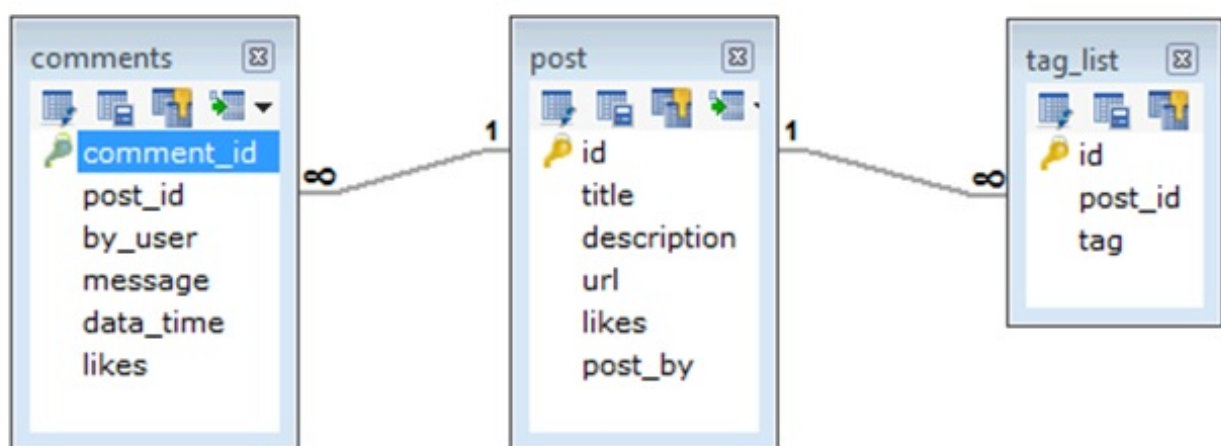 comments
comment_id
post_id
by_user
message
data_time
likes
∞
1
post
id
title
description
url
likes
post_by
1
∞
tag_list
id
post_id
tag